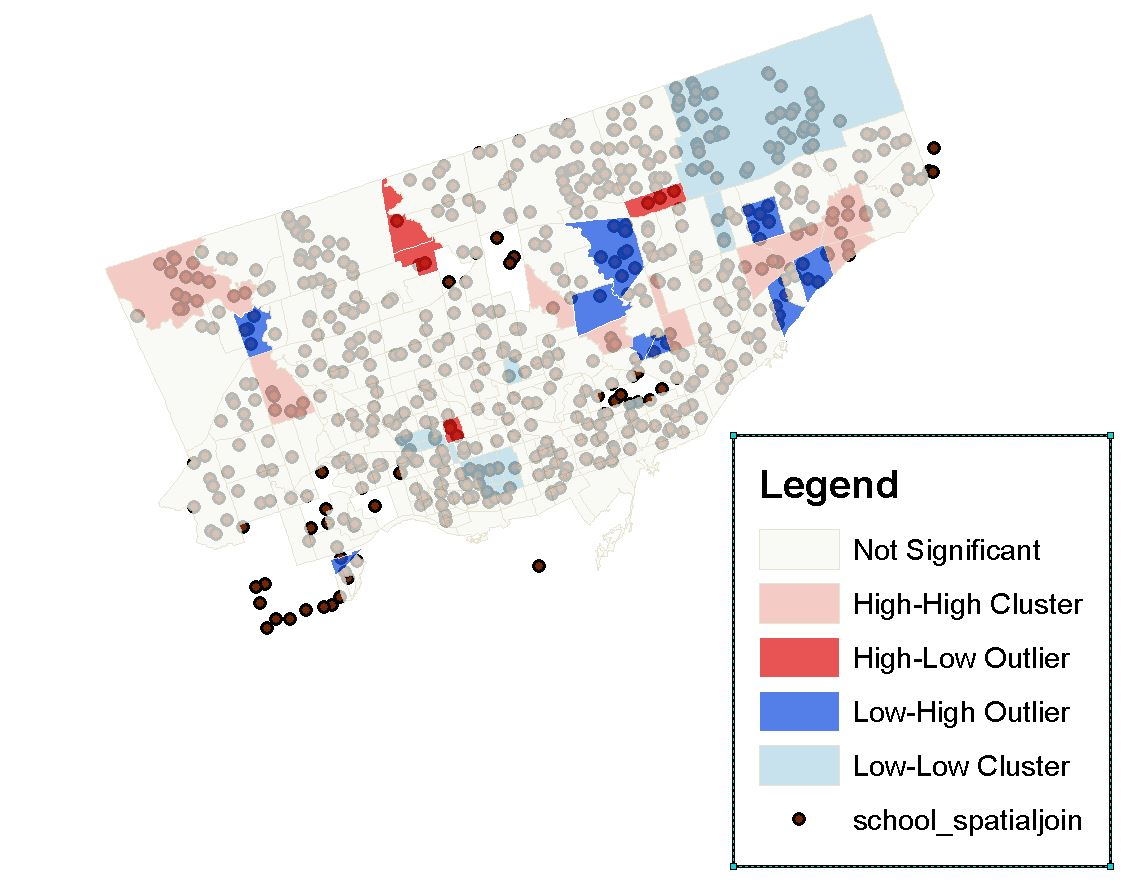 Legend
Not Significant
High-High Cluster
High-Low Outlier
Low-High Outlier
Low-Low Cluster
school_spatialjoin